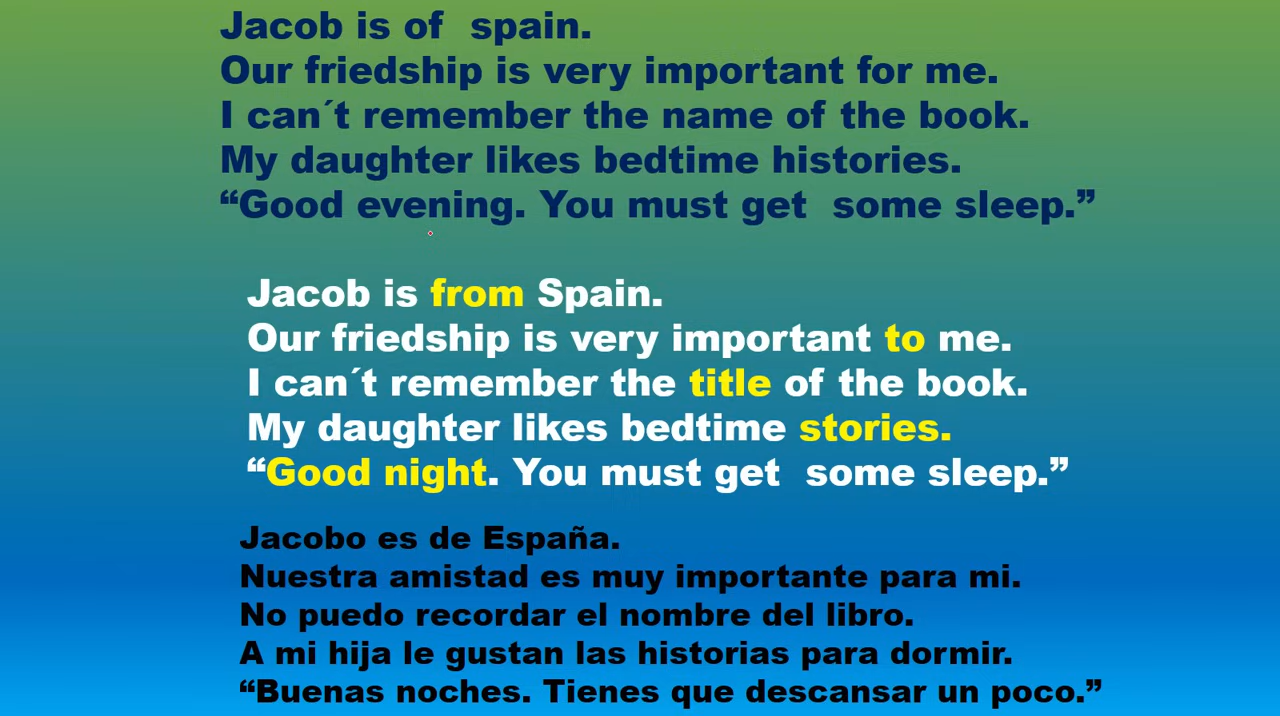 Jacob is of  spain.
Our friedship is very important for me.
I can´t remember the name of the book.
My daughter likes bedtime histories.
“Good evening. You must get  some sleep.”
Jacob is from Spain.
Our friedship is very important to me.
I can´t remember the title of the book.
My daughter likes bedtime stories.
“Good night. You must get  some sleep.”
Jacobo es de España.
Nuestra amistad es muy importante para mi.
No puedo recordar el nombre del libro.
A mi hija le gustan las historias para dormir.
“Buenas noches. Tienes que descansar un poco.”